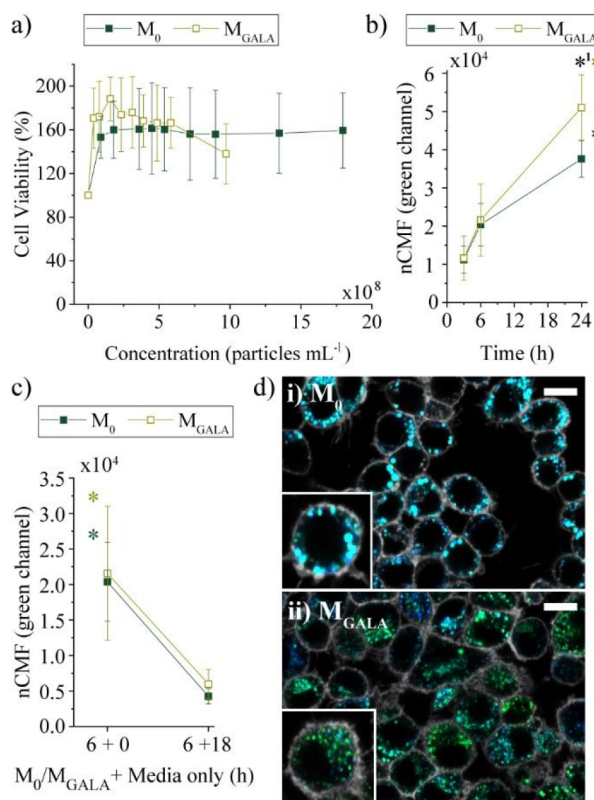 a)
M0
MGALA
Cell Viability (%)
200
160
120
80
40
0
0
5
10
15
20
x10^8
Concentration (particles mL^-1)
b)
M0
MGALA
x10^4
*1*
*
nCMF (green channel)
6
5
4
3
2
1
0
0
6
12
18
24
Time (h)
c)
M0
MGALA
x10^4
*
*
nCMF (green channel)
3.5
3.0
2.5
2.0
1.5
1.0
0.5
0.0
6 + 0
6 +18
M0/MGALA + Media only (h)
d)
i) M0
ii) MGALA